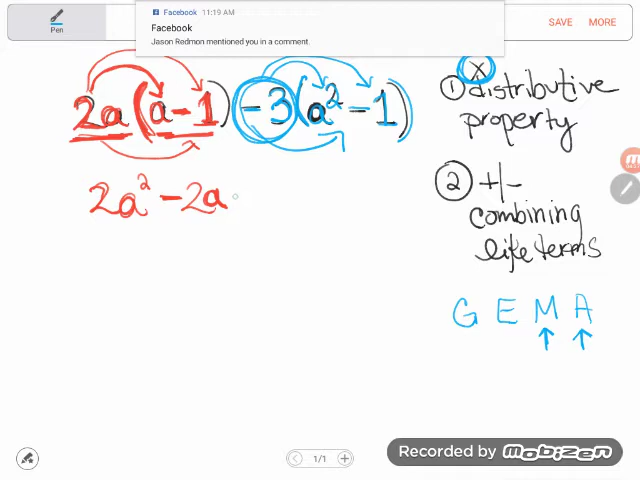 Facebook 11:19 AM
Facebook
Jason Redmon mentioned you in a comment.
Pen
SAVE MORE
2a(a - 1) - 3(a² - 1)
2a² - 2a
x
① distributive
property
② +/-
combining
like terms
G E M A
1/1
Recorded by mobizen